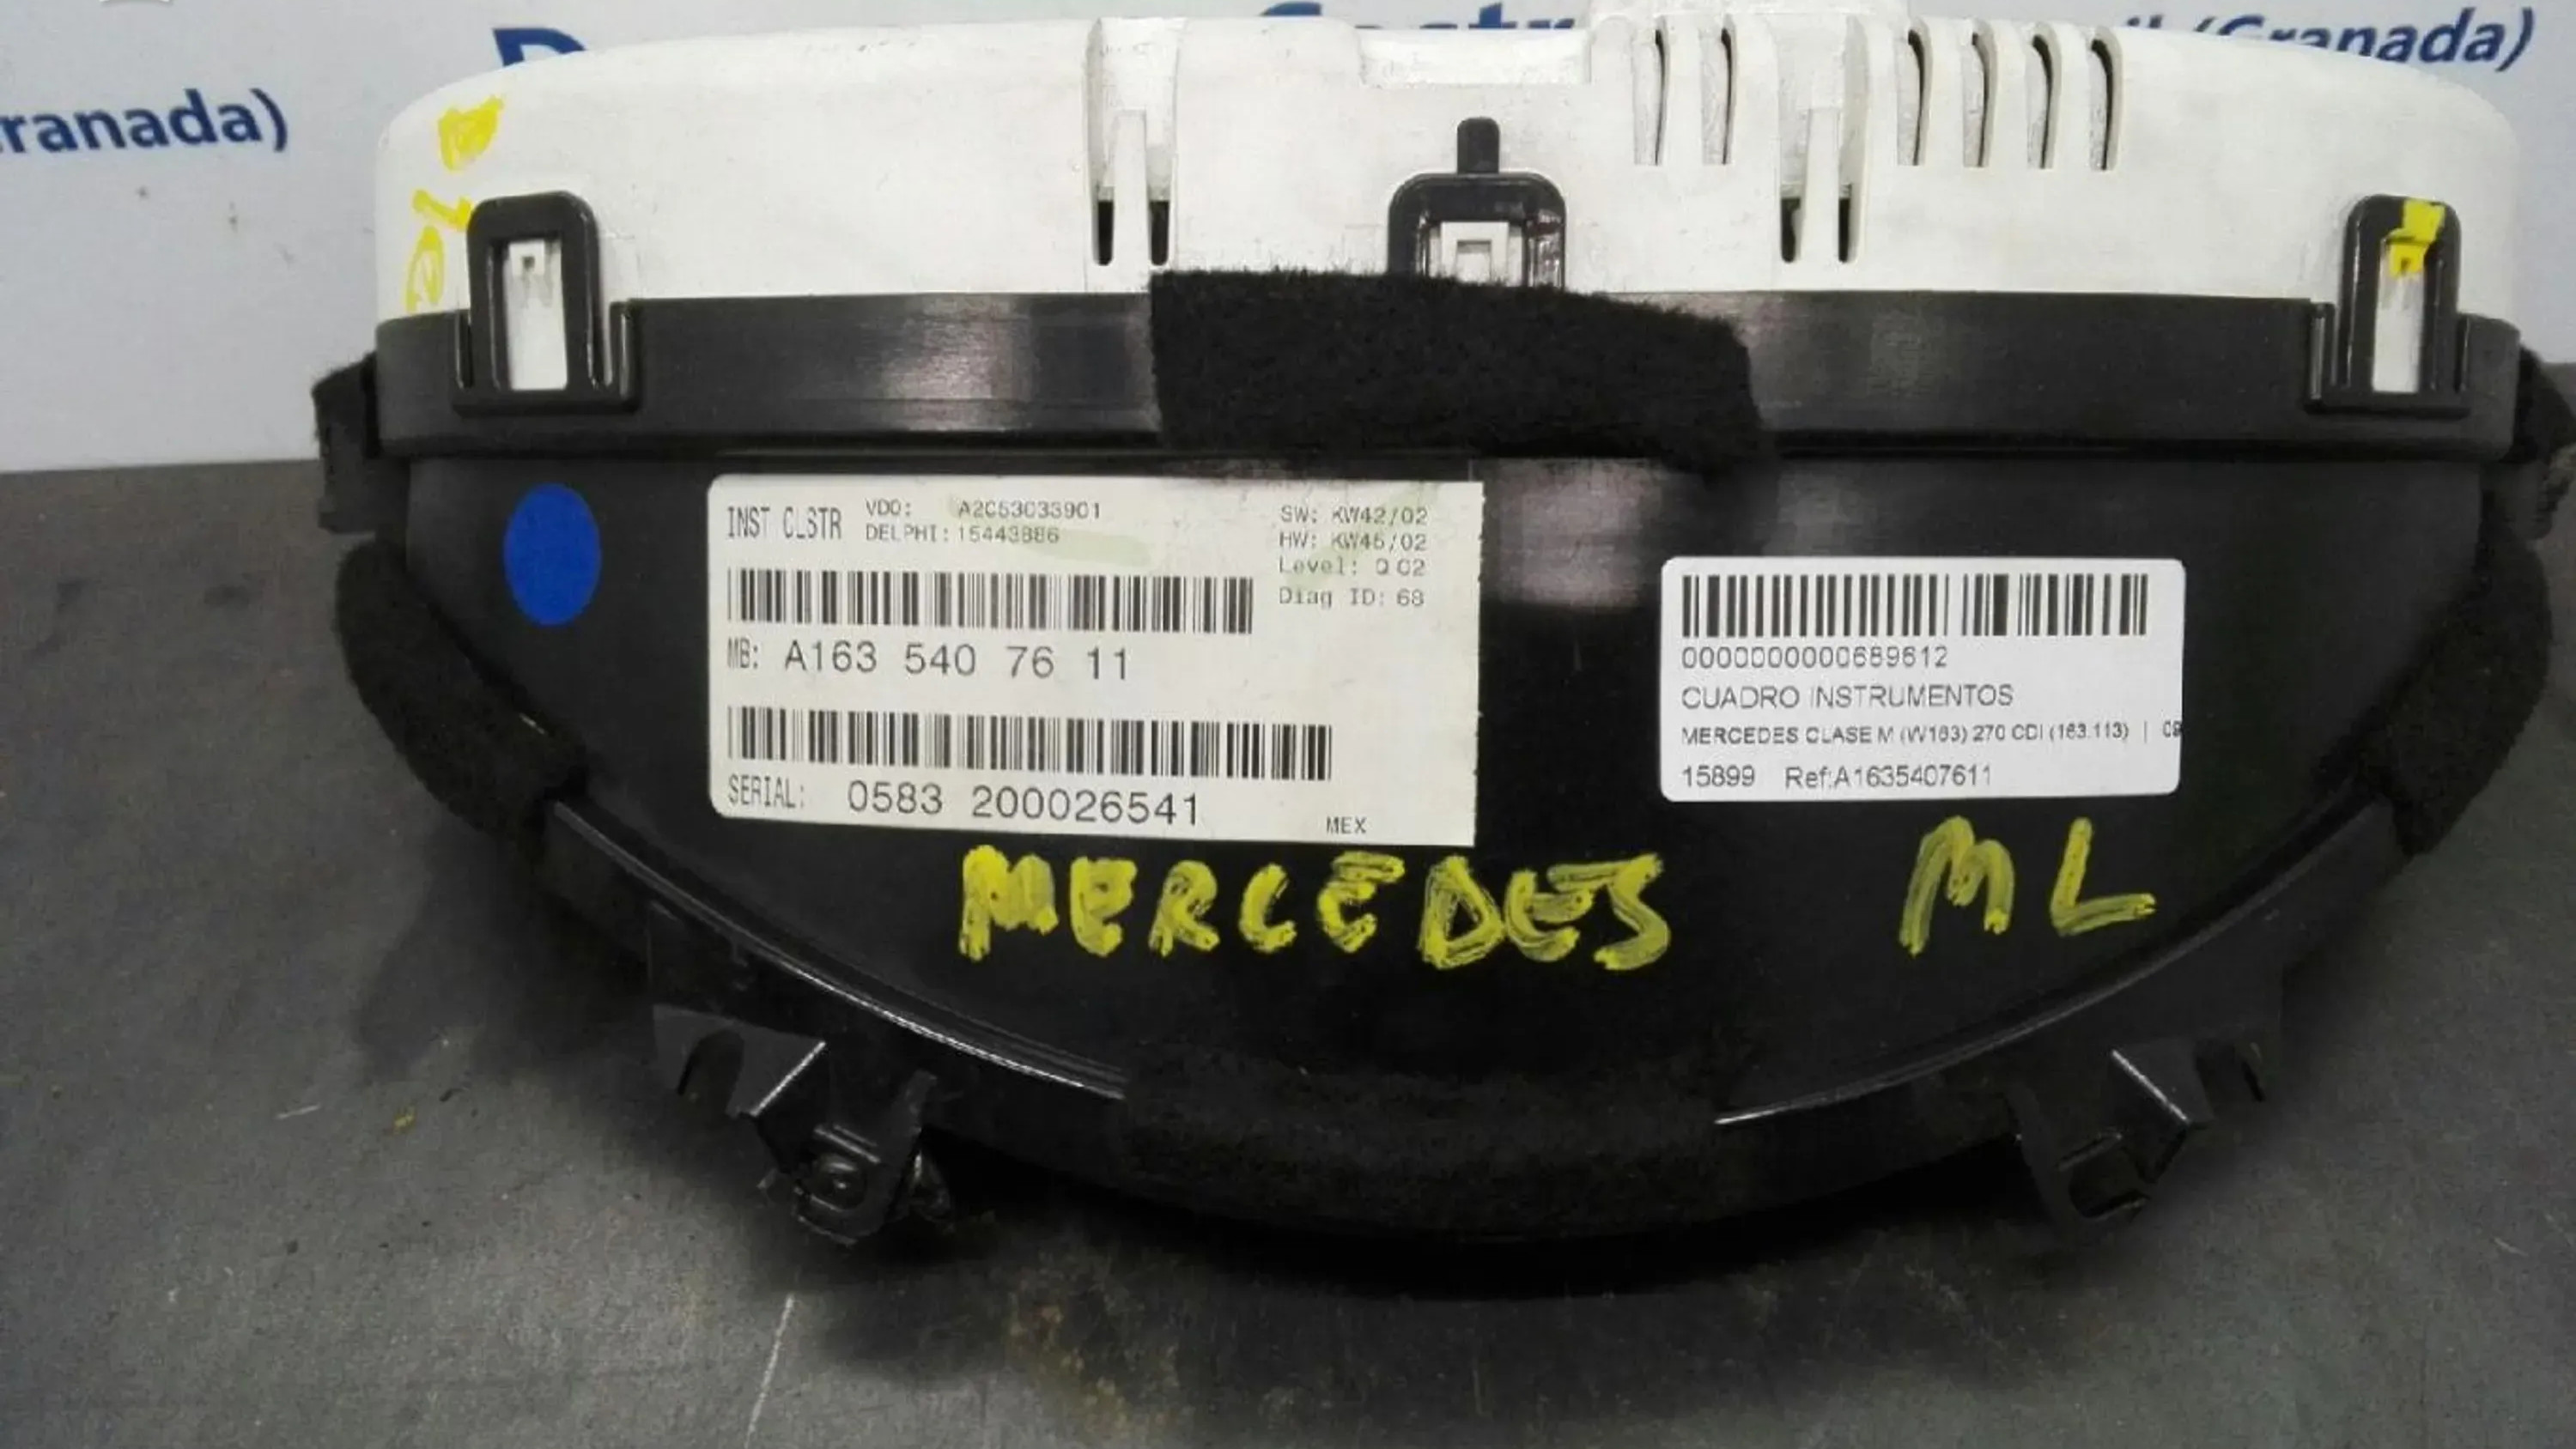 (Granada)
ranada)
INST CLSTR
VDO: A2C53033901
DELPHI: 15443886
SW: KW42/02
HW: KW45/02
Level: Q02
Diag ID: 68
MB: A163 540 76 11
SERIAL: 0583 200026541
MEX
0000000000689612
CUADRO INSTRUMENTOS
MERCEDES CLASE M (W163) 270 CDI (163.113) |
15899 Ref:A1635407611
MERCEDES ML